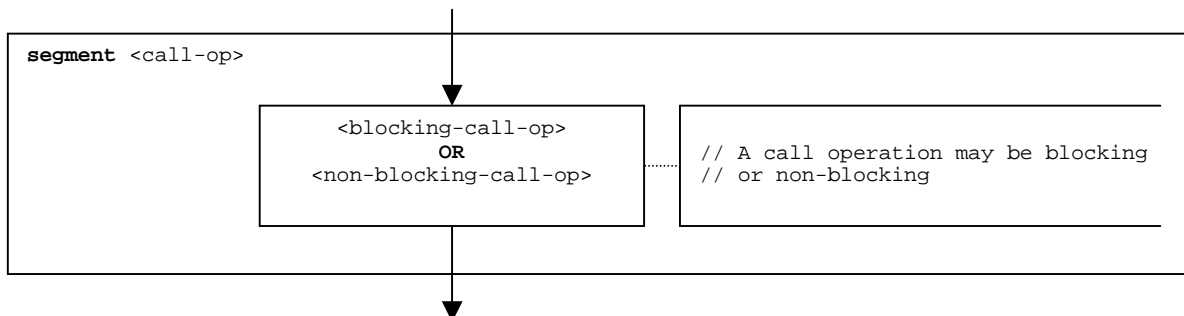 segment <call-op>
<blocking-call-op>
OR
<non-blocking-call-op>
// A call operation may be blocking
// or non-blocking